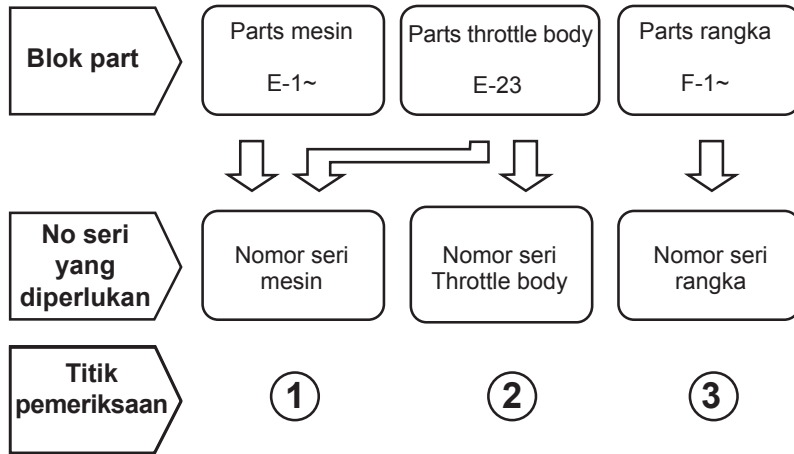 Blok part
Parts mesin
E-1~
Parts throttle body
E-23
Parts rangka
F-1~
No seri
yang
diperlukan
Nomor seri
mesin
Nomor seri
Throttle body
Nomor seri
rangka
Titik
pemeriksaan
1
2
3